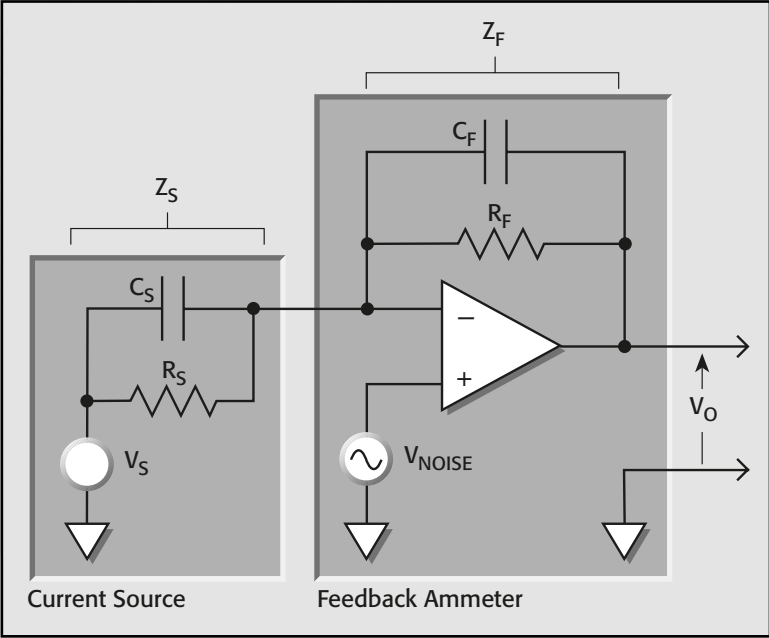 Z_F
C_F
R_F
Z_S
C_S
R_S
−
+
V_S
V_NOISE
V_O
Current Source
Feedback Ammeter